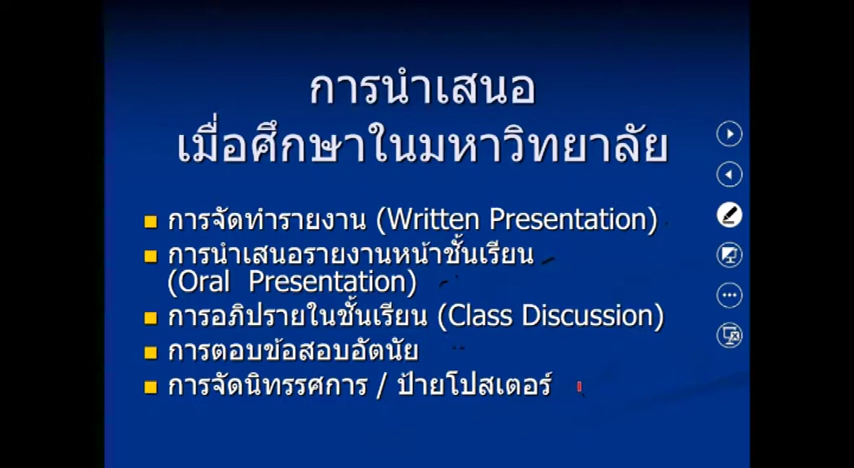 การนำเสนอ
เมื่อศึกษาในมหาวิทยาลัย
การจัดทำรายงาน (Written Presentation)
การนำเสนอรายงานหน้าชั้นเรียน
(Oral Presentation)
การอภิปรายในชั้นเรียน (Class Discussion)
การตอบข้อสอบอัตนัย
การจัดนิทรรศการ / ป้ายโปสเตอร์